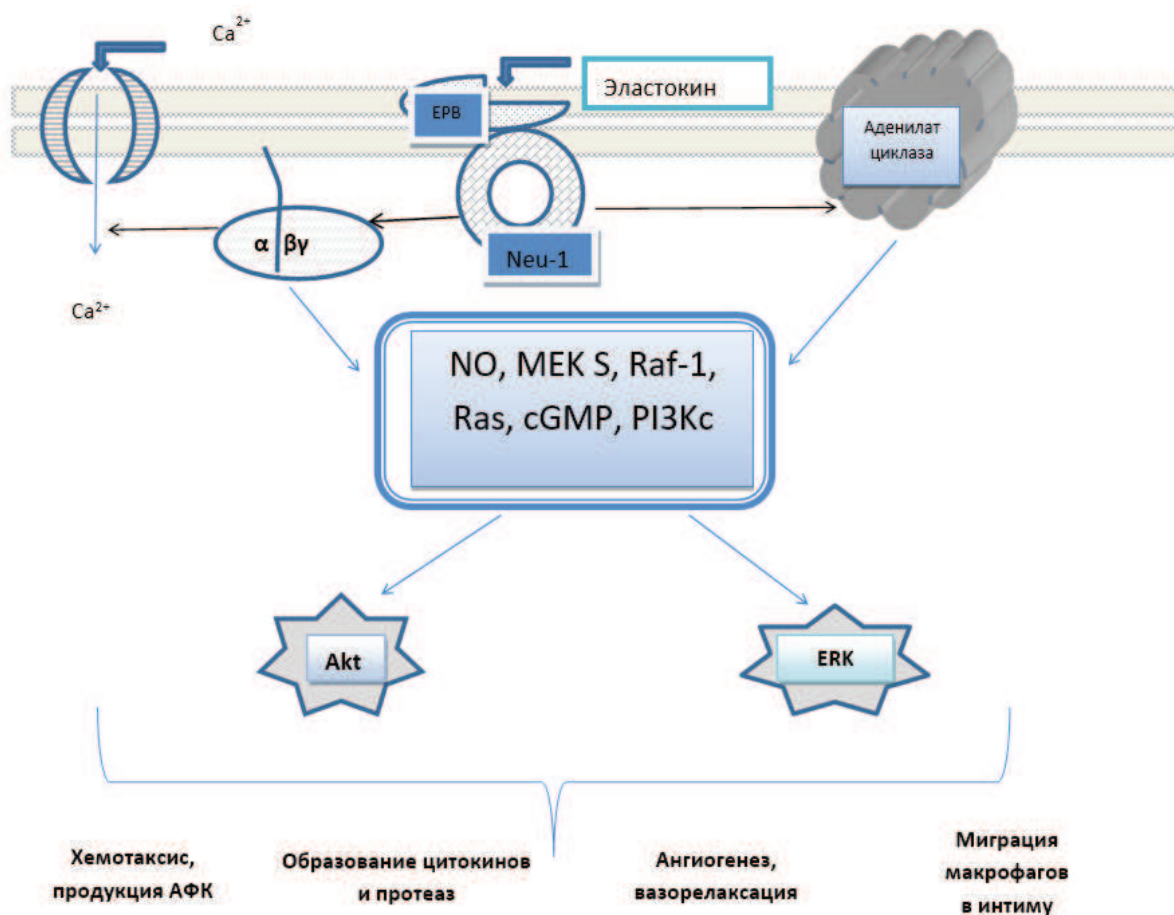 Ca2+
Эластокин
EPB
Аденилат
циклаза
α βγ
Neu-1
Ca2+
NO, MEK S, Raf-1,
Ras, cGMP, PI3Kc
Akt
ERK
Хемотаксис,
продукция АФК
Образование цитокинов
и протеаз
Ангиогенез,
вазорелаксация
Миграция
макрофагов
в интиму